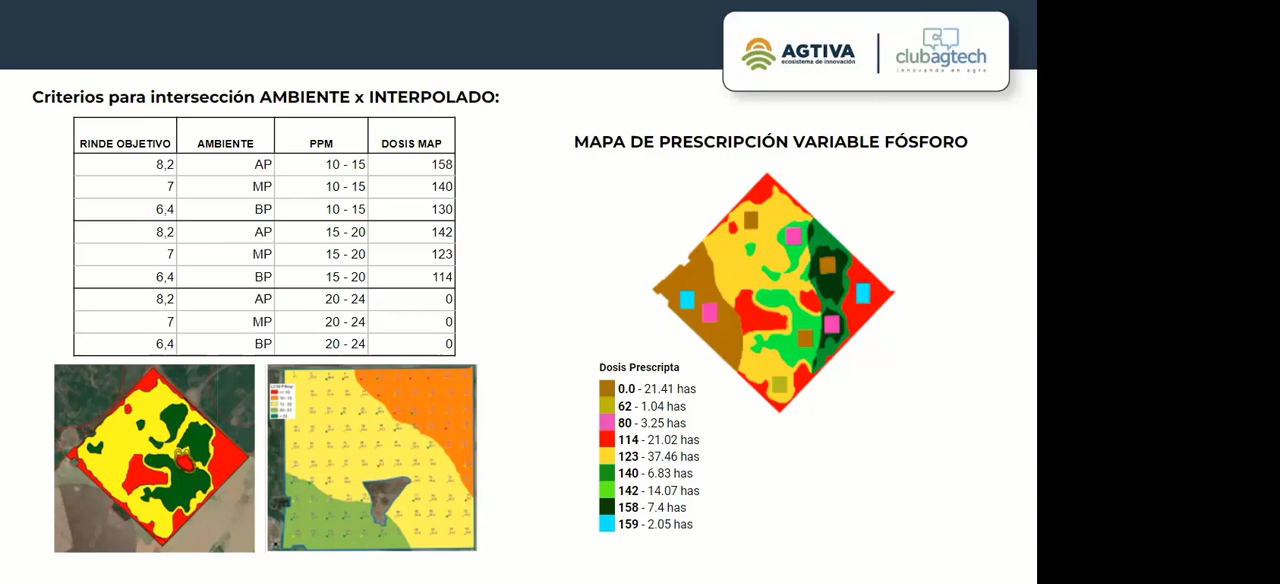 AGTIVA
ecosistema de innovación
clubagtech
innovando en agro
Criterios para intersección AMBIENTE x INTERPOLADO:
RINDE OBJETIVO AMBIENTE PPM DOSIS MAP
8,2 AP 10 - 15 158
7 MP 10 - 15 140
6,4 BP 10 - 15 130
8,2 AP 15 - 20 142
7 MP 15 - 20 123
6,4 BP 15 - 20 114
8,2 AP 20 - 24 0
7 MP 20 - 24 0
6,4 BP 20 - 24 0
MAPA DE PRESCRIPCIÓN VARIABLE FÓSFORO
Dosis Prescripta
0.0 - 21.41 has
62 - 1.04 has
80 - 3.25 has
114 - 21.02 has
123 - 37.46 has
140 - 6.83 has
142 - 14.07 has
158 - 7.4 has
159 - 2.05 has